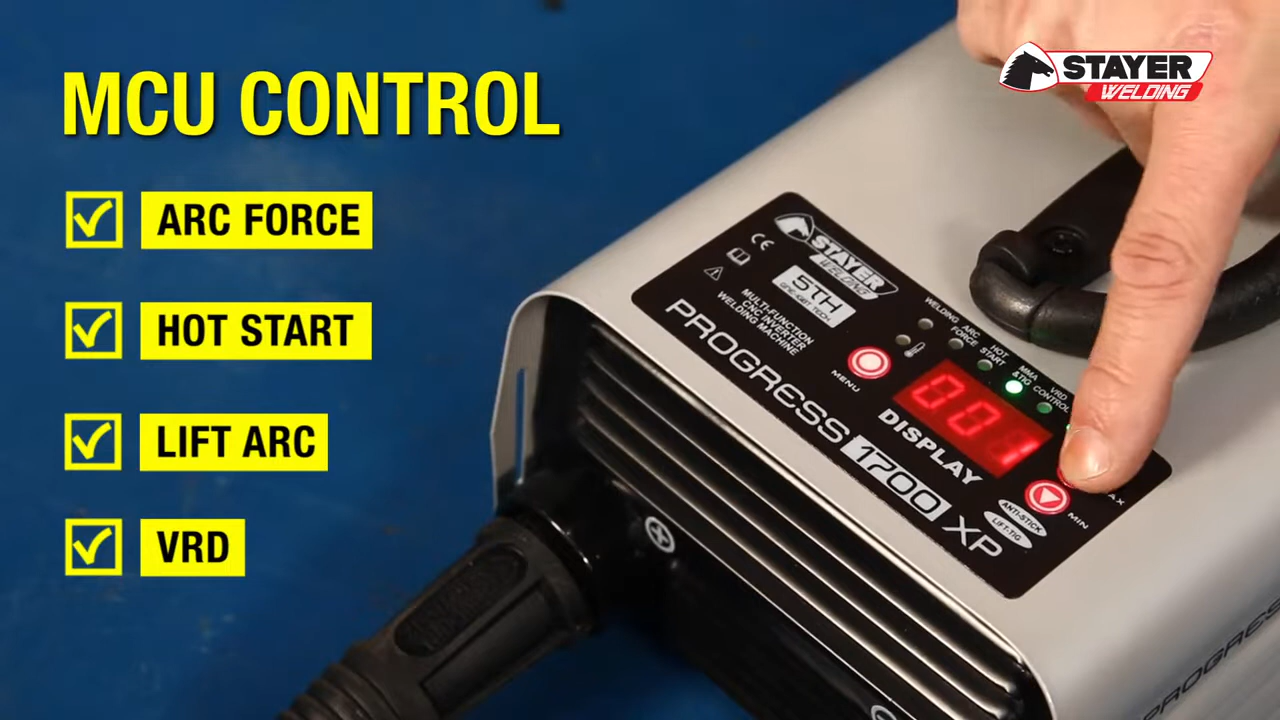 MCU CONTROL
ARC FORCE
HOT START
LIFT ARC
VRD
STAYER
WELDING
CE
STAYER
WELDING
5TH
MULTI-FUNCTION
CNC INVERTER
WELDING MACHINE
PROGRESS 1700 XP
WELDING
ARC
FORCE
HOT
START
MMA
&TIG
VRD
CONTROL
MENU
001
DISPLAY
MIN
ANTI-STICK
LIFT-TIG
PROGRESS